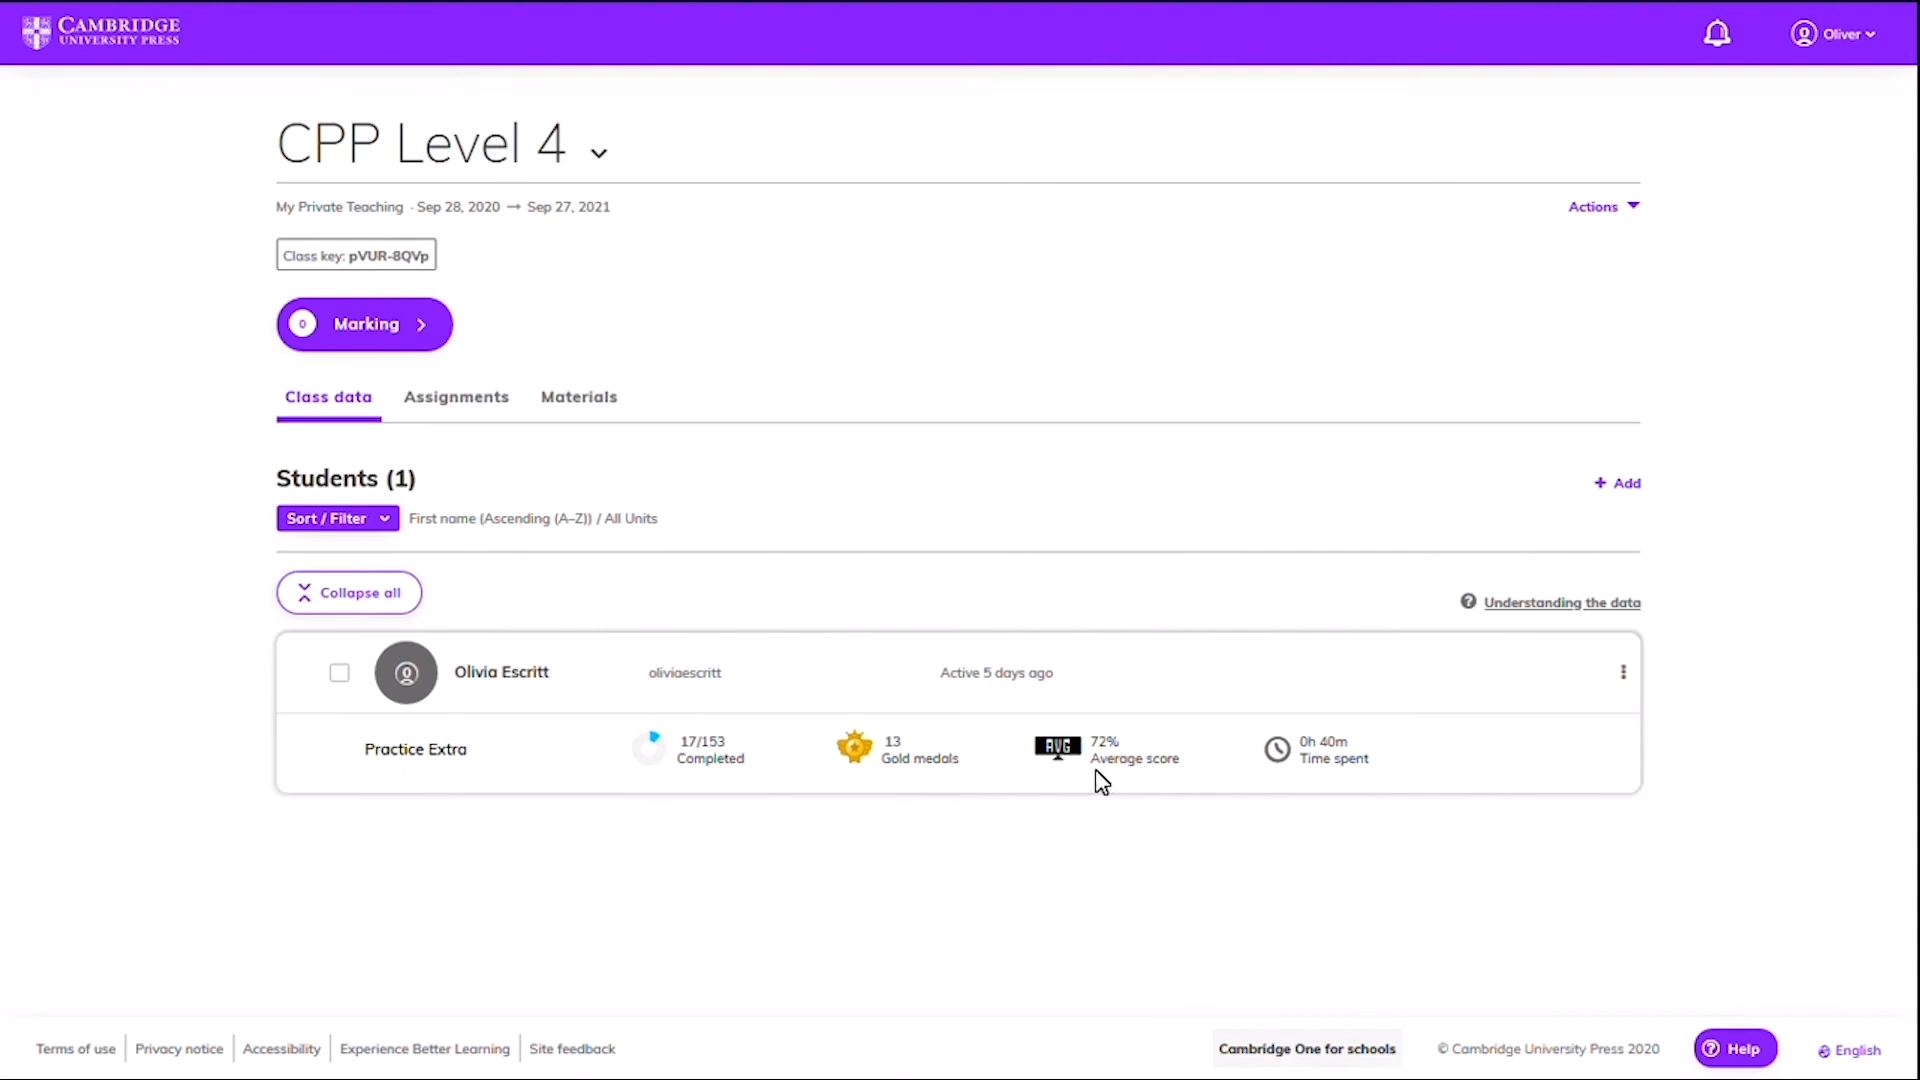 CAMBRIDGE
UNIVERSITY PRESS
Oliver
CPP Level 4
My Private Teaching · Sep 28, 2020 → Sep 27, 2021
Actions
Class key: pVUR-8QVp
0 Marking
Class data Assignments Materials
Students (1)
+ Add
Sort / Filter First name (Ascending (A–Z)) / All Units
Collapse all
Understanding the data
Olivia Escritt oliviaescritt Active 5 days ago
Practice Extra
17/153
Completed
13
Gold medals
AVG
72%
Average score
0h 40m
Time spent
Terms of use Privacy notice Accessibility Experience Better Learning Site feedback Cambridge One for schools © Cambridge University Press 2020 Help English